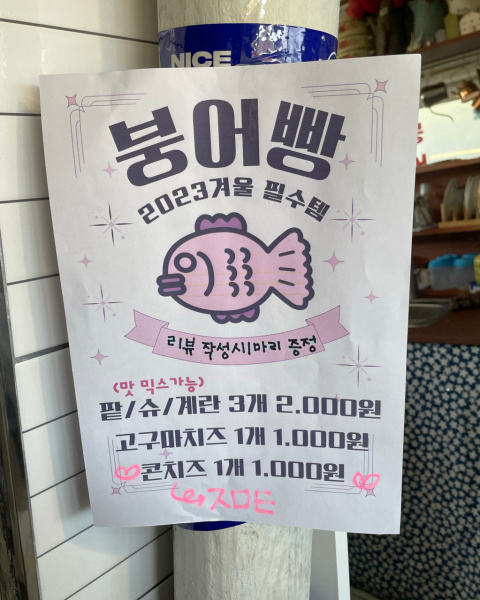 NICE
붕어빵
2023겨울 필수템
리뷰 작성시1마리 증정
(맛 믹스가능)
팥/슈/계란 3개 2.000원
고구마치즈 1개 1.000원
콘치즈 1개 1.000원